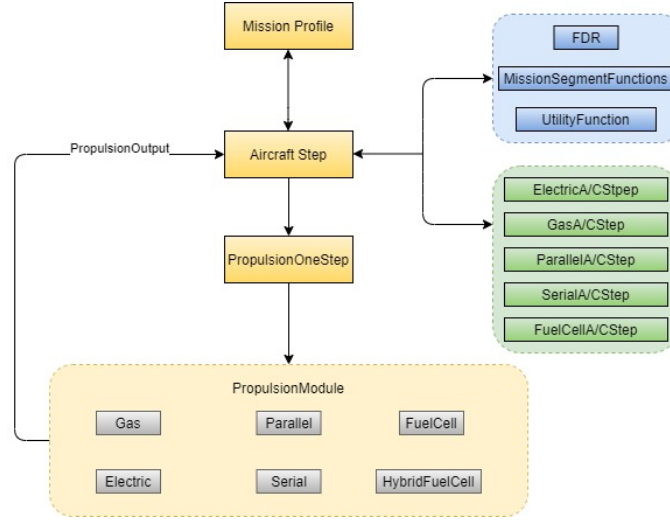 Mission Profile
FDR
MissionSegmentFunctions
UtilityFunction
PropulsionOutput
Aircraft Step
ElectricA/CStpep
GasA/CStep
ParallelA/CStep
SerialA/CStep
FuelCellA/CStep
PropulsionOneStep
PropulsionModule
Gas
Parallel
FuelCell
Electric
Serial
HybridFuelCell